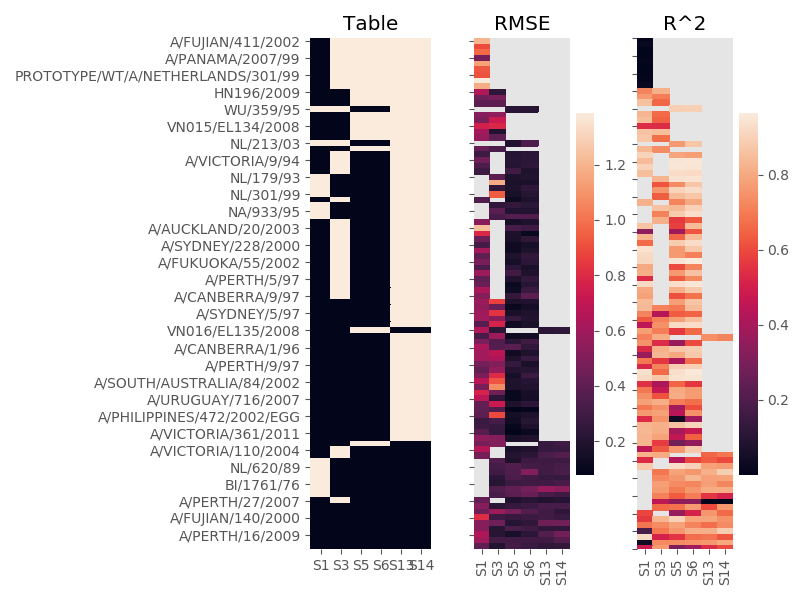 Table RMSE R^2
A/FUJIAN/411/2002
A/PANAMA/2007/99
PROTOTYPE/WT/A/NETHERLANDS/301/99
HN196/2009
WU/359/95
VN015/EL134/2008
NL/213/03
A/VICTORIA/9/94
NL/179/93
NL/301/99
NA/933/95
A/AUCKLAND/20/2003
A/SYDNEY/228/2000
A/FUKUOKA/55/2002
A/PERTH/5/97
A/CANBERRA/9/97
A/SYDNEY/5/97
VN016/EL135/2008
A/CANBERRA/1/96
A/PERTH/9/97
A/SOUTH/AUSTRALIA/84/2002
A/URUGUAY/716/2007
A/PHILIPPINES/472/2002/EGG
A/VICTORIA/361/2011
A/VICTORIA/110/2004
NL/620/89
BI/1761/76
A/PERTH/27/2007
A/FUJIAN/140/2000
A/PERTH/16/2009
S1 S3 S5 S6 S13 S14
1.2
1.0
0.8
0.6
0.4
0.2
S1 S3 S5 S6 S13 S14
0.8
0.6
0.4
0.2
S1 S3 S5 S6 S13 S14